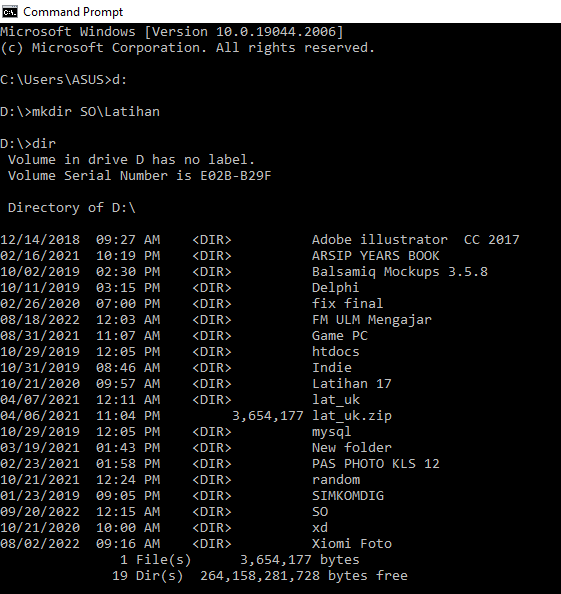 Command Prompt
Microsoft Windows [Version 10.0.19044.2006]
(c) Microsoft Corporation. All rights reserved.
C:\Users\ASUS>d:
D:\>mkdir SO\Latihan
D:\>dir
 Volume in drive D has no label.
 Volume Serial Number is E02B-B29F
 Directory of D:\
12/14/2018  09:27 AM    <DIR>          Adobe illustrator  CC 2017
02/16/2021  10:19 PM    <DIR>          ARSIP YEARS BOOK
10/02/2019  02:30 PM    <DIR>          Balsamiq Mockups 3.5.8
10/11/2019  03:15 PM    <DIR>          Delphi
02/26/2020  07:00 PM    <DIR>          fix final
08/18/2022  12:03 AM    <DIR>          FM ULM Mengajar
08/31/2021  11:07 AM    <DIR>          Game PC
10/29/2019  12:05 PM    <DIR>          htdocs
10/31/2019  08:46 AM    <DIR>          Indie
10/21/2020  09:57 AM    <DIR>          Latihan 17
04/07/2021  12:11 AM    <DIR>          lat_uk
04/06/2021  11:04 PM         3,654,177 lat_uk.zip
10/29/2019  12:05 PM    <DIR>          mysql
03/19/2021  01:43 PM    <DIR>          New folder
02/23/2021  01:58 PM    <DIR>          PAS PHOTO KLS 12
10/21/2021  12:24 PM    <DIR>          random
01/23/2019  09:05 PM    <DIR>          SIMKOMDIG
09/20/2022  12:15 AM    <DIR>          SO
10/21/2020  10:00 AM    <DIR>          xd
08/02/2022  09:16 AM    <DIR>          Xiomi Foto
               1 File(s)      3,654,177 bytes
              19 Dir(s)  264,158,281,728 bytes free